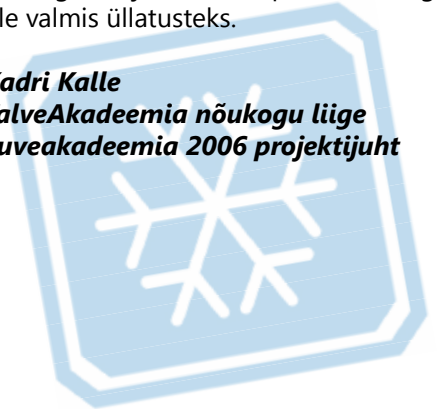 le valmis üllatusteks.
adri Kalle
alveAkadeemia nõukogu liige
uveakadeemia 2006 projektijuht